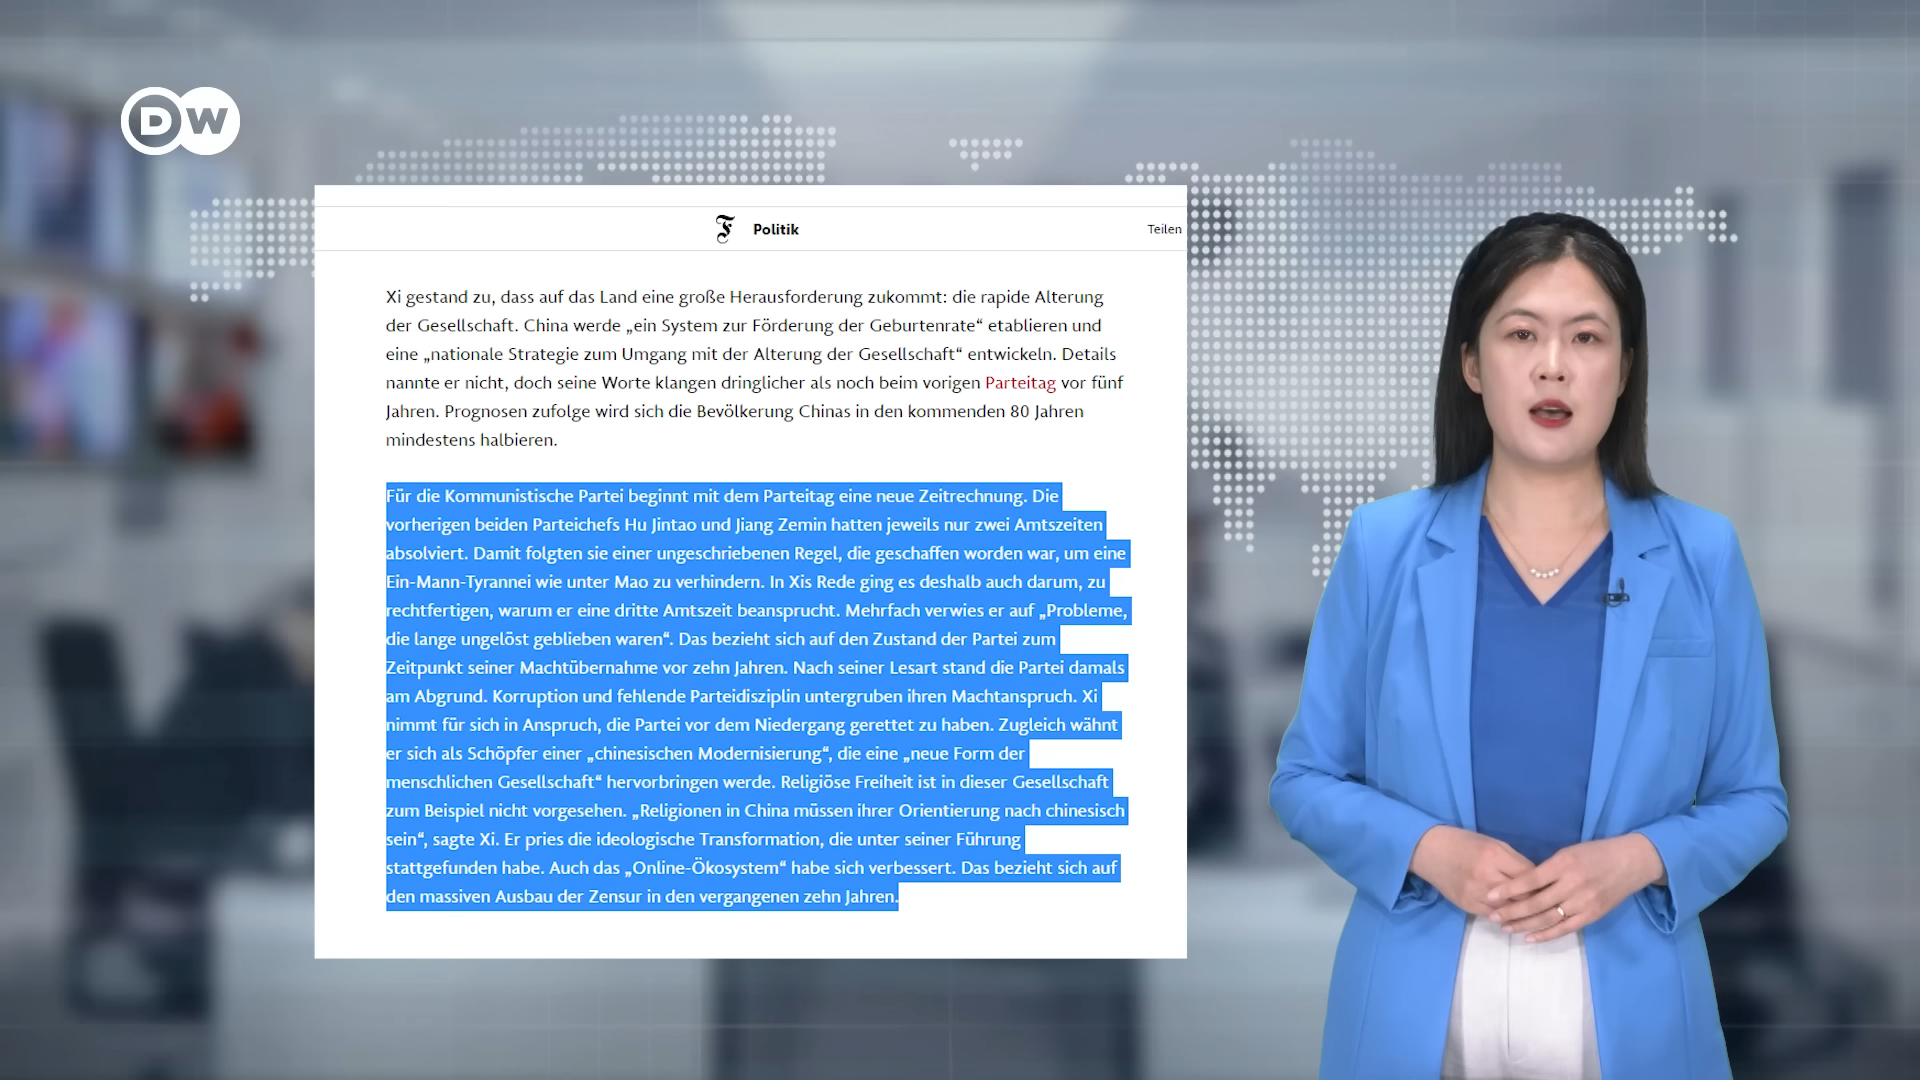 DW
F Politik
Teilen
Xi gestand zu, dass auf das Land eine große Herausforderung zukommt: die rapide Alterung
der Gesellschaft. China werde „ein System zur Förderung der Geburtenrate“ etablieren und
eine „nationale Strategie zum Umgang mit der Alterung der Gesellschaft“ entwickeln. Details
nannte er nicht, doch seine Worte klangen dringlicher als noch beim vorigen Parteitag vor fünf
Jahren. Prognosen zufolge wird sich die Bevölkerung Chinas in den kommenden 80 Jahren
mindestens halbieren.
Für die Kommunistische Partei beginnt mit dem Parteitag eine neue Zeitrechnung. Die
vorherigen beiden Parteichefs Hu Jintao und Jiang Zemin hatten jeweils nur zwei Amtszeiten
absolviert. Damit folgten sie einer ungeschriebenen Regel, die geschaffen worden war, um eine
Ein-Mann-Tyrannei wie unter Mao zu verhindern. In Xis Rede ging es deshalb auch darum, zu
rechtfertigen, warum er eine dritte Amtszeit beansprucht. Mehrfach verwies er auf „Probleme,
die lange ungelöst geblieben waren“. Das bezieht sich auf den Zustand der Partei zum
Zeitpunkt seiner Machtübernahme vor zehn Jahren. Nach seiner Lesart stand die Partei damals
am Abgrund. Korruption und fehlende Parteidisziplin untergruben ihren Machtanspruch. Xi
nimmt für sich in Anspruch, die Partei vor dem Niedergang gerettet zu haben. Zugleich wähnt
er sich als Schöpfer einer „chinesischen Modernisierung“, die eine „neue Form der
menschlichen Gesellschaft“ hervorbringen werde. Religiöse Freiheit ist in dieser Gesellschaft
zum Beispiel nicht vorgesehen. „Religionen in China müssen ihrer Orientierung nach chinesisch
sein“, sagte Xi. Er pries die ideologische Transformation, die unter seiner Führung
stattgefunden habe. Auch das „Online-Ökosystem“ habe sich verbessert. Das bezieht sich auf
den massiven Ausbau der Zensur in den vergangenen zehn Jahren.